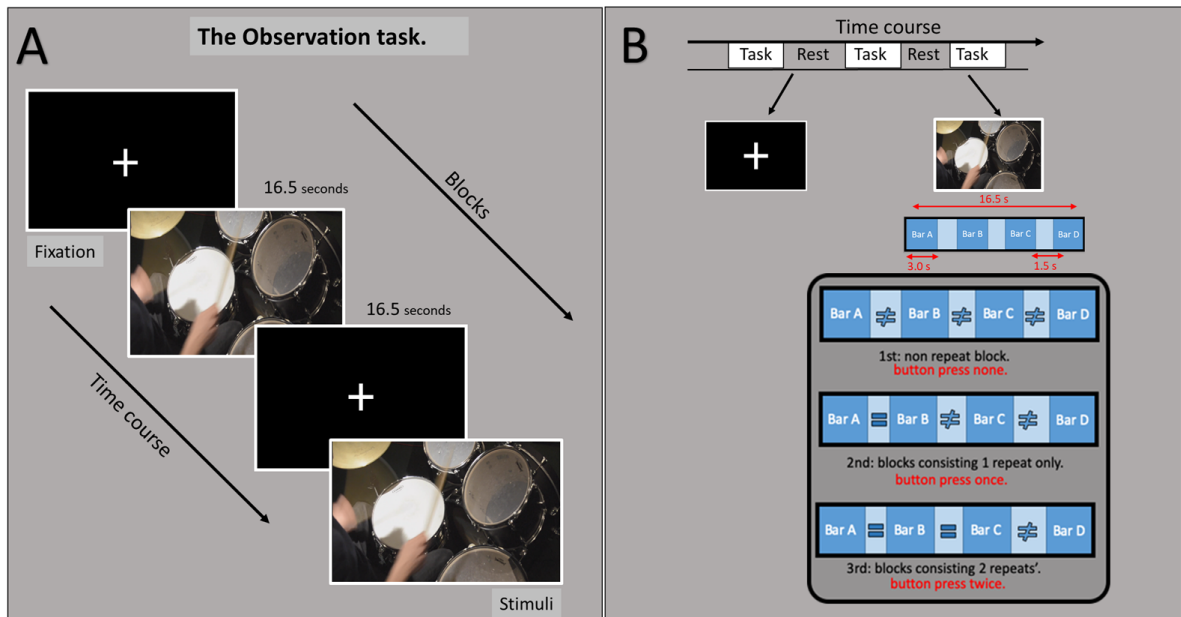 A
The Observation task.
16.5 seconds
Blocks
Fixation
16.5 seconds
Time course
Stimuli
B
Time course
Task Rest Task Rest Task
16.5 s
Bar A Bar B Bar C Bar D
3.0 s 1.5 s
Bar A ≠ Bar B ≠ Bar C ≠ Bar D
1st: non repeat block.
button press none.
Bar A = Bar B ≠ Bar C ≠ Bar D
2nd: blocks consisting 1 repeat only.
button press once.
Bar A = Bar B = Bar C ≠ Bar D
3rd: blocks consisting 2 repeats’.
button press twice.